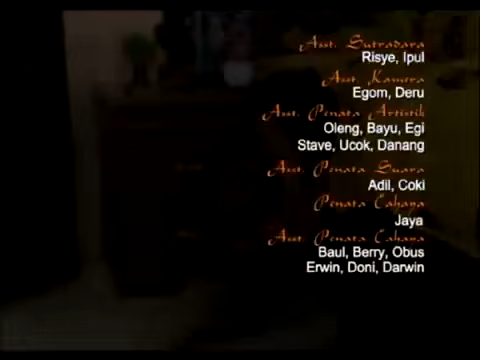 Asst. Sutradara
Risye, Ipul
Asst Kamera
Egom, Deru
Asst. Penata Artistik
Oleng, Bayu, Egi
Stave, Ucok, Danang
Asst. Penata Suara
Adil, Coki
Penata Cahaya
Jaya
Asst. Penata Cahaya
Baul, Berry, Obus
Erwin, Doni, Darwin